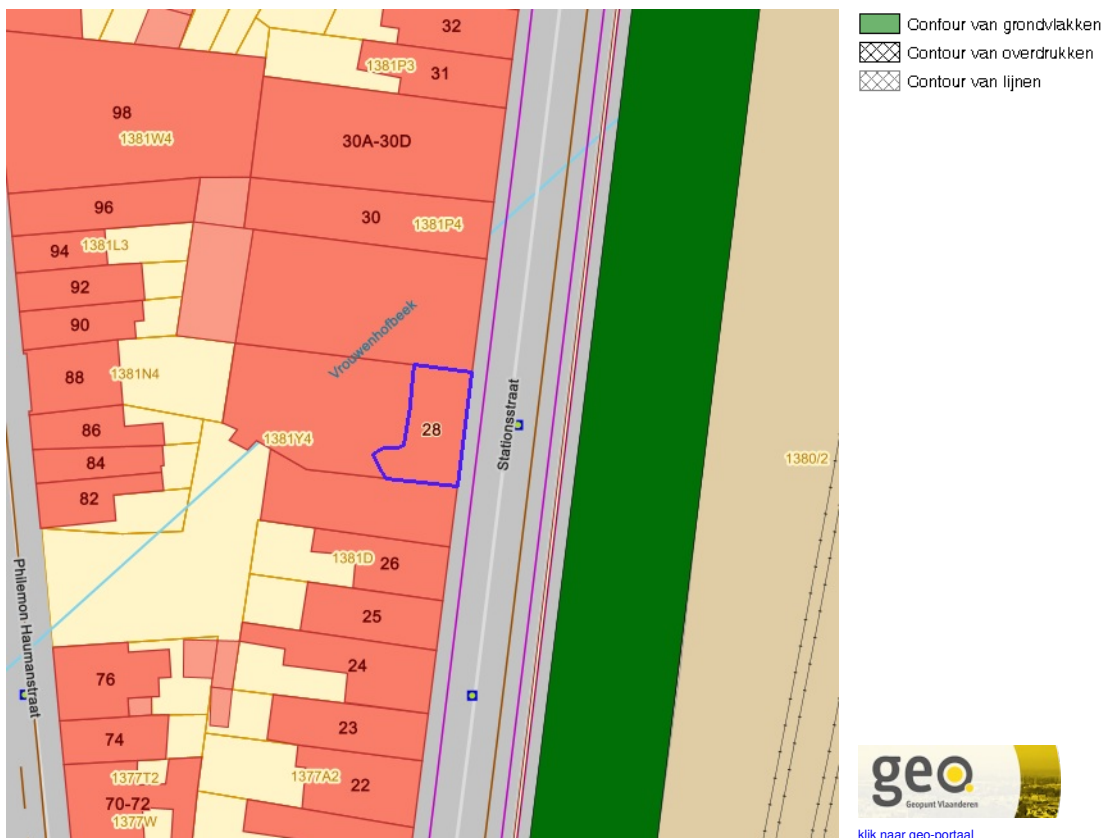 32
1381P3
31
98
1381W4
30A-30D
96
30
1381P4
94
1381L3
92
90
Vrouwenhofbeek
88
1381N4
Stationsstraat
28
86
1381Y4
84
1380/2
82
Philemon Haumanstraat
1381D
26
25
24
76
23
74
1377T2
1377A2
22
70-72
1377W
Contour van grondvlakken
Contour van overdrukken
Contour van lijnen
geo.
Geopunt Vlaanderen
klik naar geo-portaal